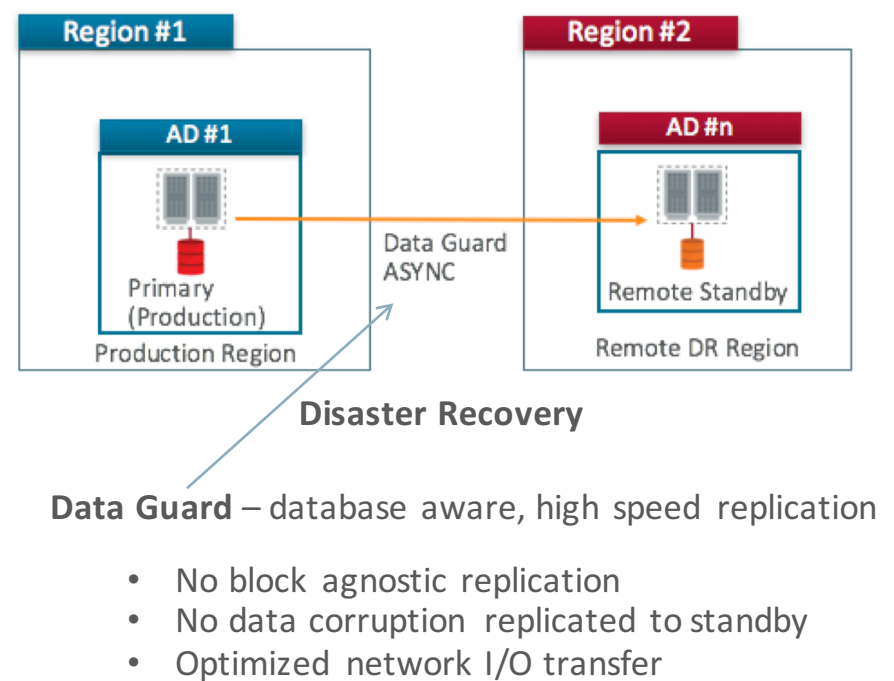 Region #1
Region #2
AD #1
AD #n
Data Guard
ASYNC
Primary
(Production)
Remote Standby
Production Region
Remote DR Region
Disaster Recovery
Data Guard – database aware, high speed replication
• No block agnostic replication
• No data corruption replicated to standby
• Optimized network I/O transfer